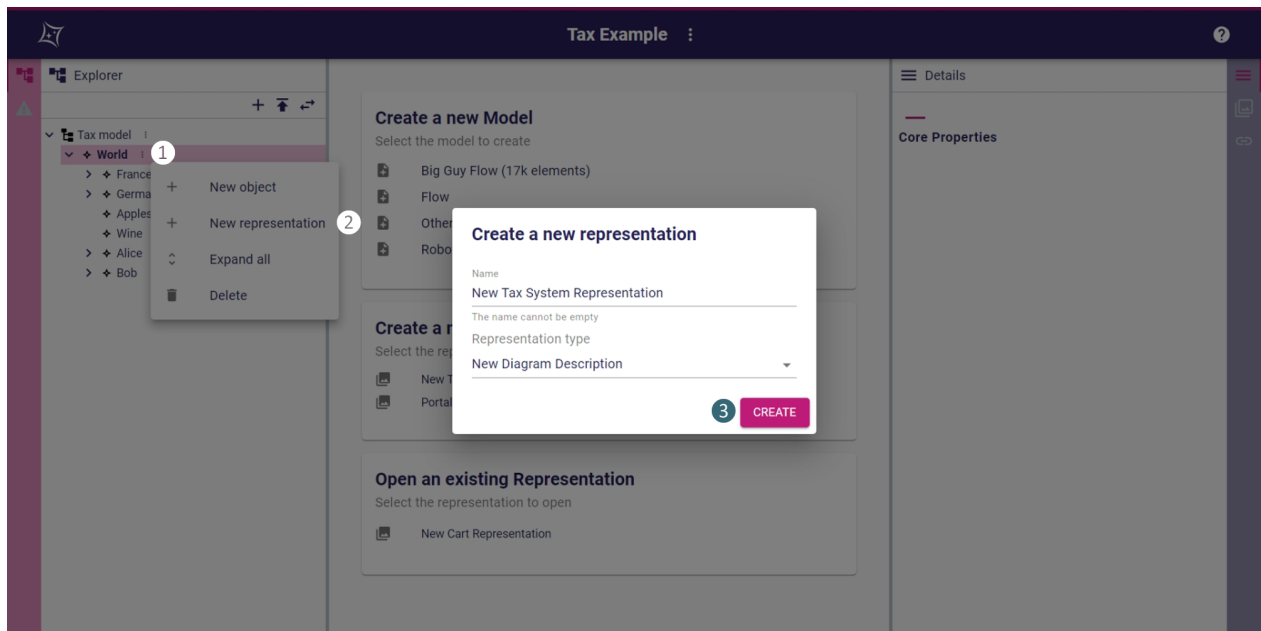 Tax Example
Explorer
Details
Tax model
World
1
France
Germa
Apples
Wine
Alice
Bob
New object
New representation
2
Expand all
Delete
Create a new Model
Select the model to create
Big Guy Flow (17k elements)
Flow
Other
Robo
Create a r
Select the rep
New T
Portal
Create a new representation
Name
New Tax System Representation
The name cannot be empty
Representation type
New Diagram Description
3
CREATE
Open an existing Representation
Select the representation to open
New Cart Representation
Core Properties